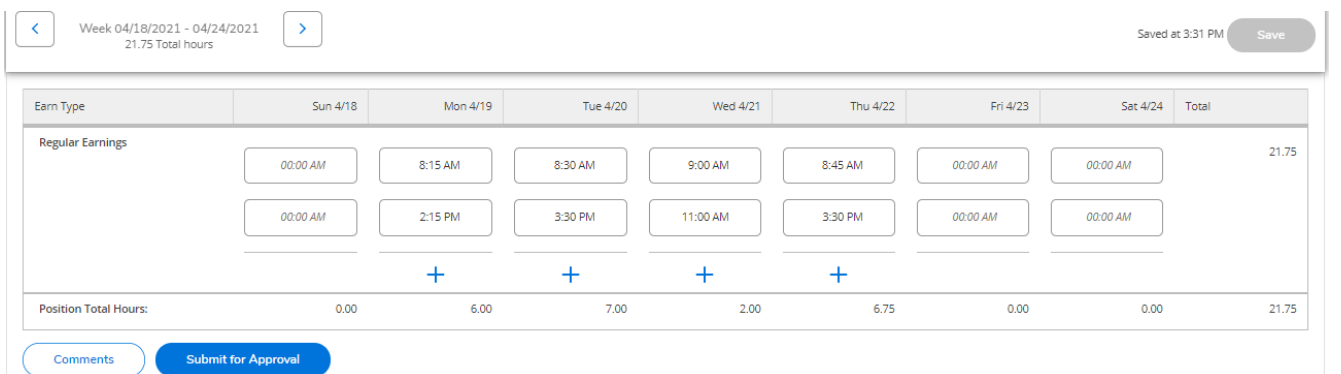 Week 04/18/2021 - 04/24/2021
21.75 Total hours
Saved at 3:31 PM Save
Earn Type Sun 4/18 Mon 4/19 Tue 4/20 Wed 4/21 Thu 4/22 Fri 4/23 Sat 4/24 Total
Regular Earnings 21.75
00:00 AM 8:15 AM 8:30 AM 9:00 AM 8:45 AM 00:00 AM 00:00 AM
00:00 AM 2:15 PM 3:30 PM 11:00 AM 3:30 PM 00:00 AM 00:00 AM
+ + + +
Position Total Hours: 0.00 6.00 7.00 2.00 6.75 0.00 0.00 21.75
Comments Submit for Approval